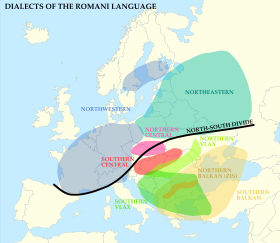 DIALECTS OF THE ROMANI LANGUAGE
NORTHEASTERN
NORTHWESTERN
NORTH-SOUTH DIVIDE
NORTHERN
CENTRAL
NORTHERN
VLAX
SOUTHERN
CENTRAL
NORTHERN
BALKAN (ZIS)
SOUTHERN
BALKAN
SOUTHERN
VLAX